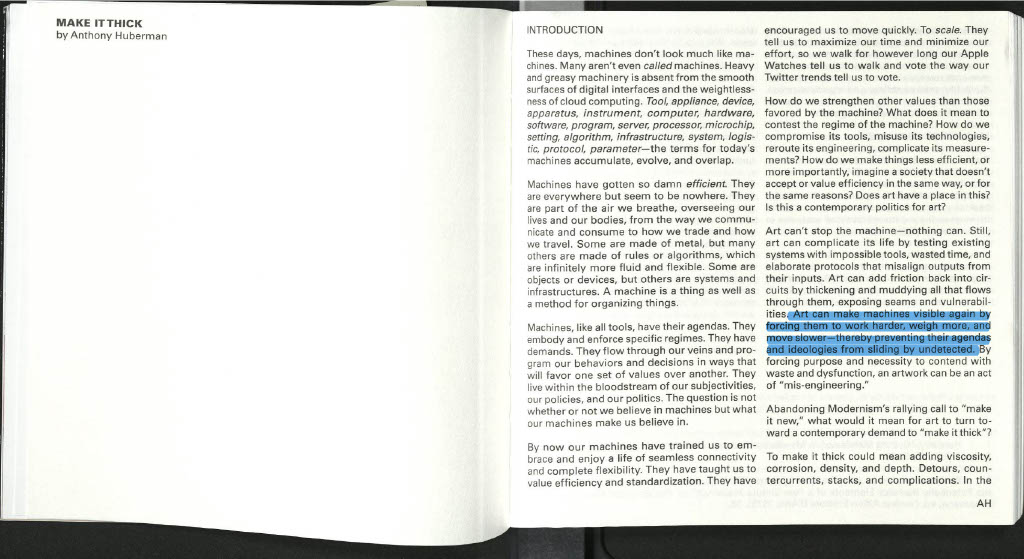 MAKE IT THICK
by Anthony Huberman
INTRODUCTION
These days, machines don't look much like ma-
chines. Many aren't even called machines. Heavy
and greasy machinery is absent from the smooth
surfaces of digital interfaces and the weightless-
ness of cloud computing. Tool, appliance, device,
apparatus, instrument, computer, hardware,
software, program, server, processor, microchip,
setting, algorithm, infrastructure, system, logis-
tic, protocol, parameter—the terms for today's
machines accumulate, evolve, and overlap.
Machines have gotten so damn efficient. They
are everywhere but seem to be nowhere. They
are part of the air we breathe, overseeing our
lives and our bodies, from the way we commu-
nicate and consume to how we trade and how
we travel. Some are made of metal, but many
others are made of rules or algorithms, which
are infinitely more fluid and flexible. Some are
objects or devices, but others are systems and
infrastructures. A machine is a thing as well as
a method for organizing things.
Machines, like all tools, have their agendas. They
embody and enforce specific regimes. They have
demands. They flow through our veins and pro-
gram our behaviors and decisions in ways that
will favor one set of values over another. They
live within the bloodstream of our subjectivities,
our policies, and our politics. The question is not
whether or not we believe in machines but what
our machines make us believe in.
By now our machines have trained us to em-
brace and enjoy a life of seamless connectivity
and complete flexibility. They have taught us to
value efficiency and standardization. They have
encouraged us to move quickly. To scale. They
tell us to maximize our time and minimize our
effort, so we walk for however long our Apple
Watches tell us to walk and vote the way our
Twitter trends tell us to vote.
How do we strengthen other values than those
favored by the machine? What does it mean to
contest the regime of the machine? How do we
compromise its tools, misuse its technologies,
reroute its engineering, complicate its measure-
ments? How do we make things less efficient, or
more importantly, imagine a society that doesn't
accept or value efficiency in the same way, or for
the same reasons? Does art have a place in this?
Is this a contemporary politics for art?
Art can't stop the machine—nothing can. Still,
art can complicate its life by testing existing
systems with impossible tools, wasted time, and
elaborate protocols that misalign outputs from
their inputs. Art can add friction back into cir-
cuits by thickening and muddying all that flows
through them, exposing seams and vulnerabil-
ities. Art can make machines visible again by
forcing them to work harder, weigh more, and
move slower—thereby preventing their agendas
and ideologies from sliding by undetected. By
forcing purpose and necessity to contend with
waste and dysfunction, an artwork can be an act
of "mis-engineering."
Abandoning Modernism's rallying call to "make
it new," what would it mean for art to turn to-
ward a contemporary demand to "make it thick"?
To make it thick could mean adding viscosity,
corrosion, density, and depth. Detours, coun-
tercurrents, stacks, and complications. In the
AH